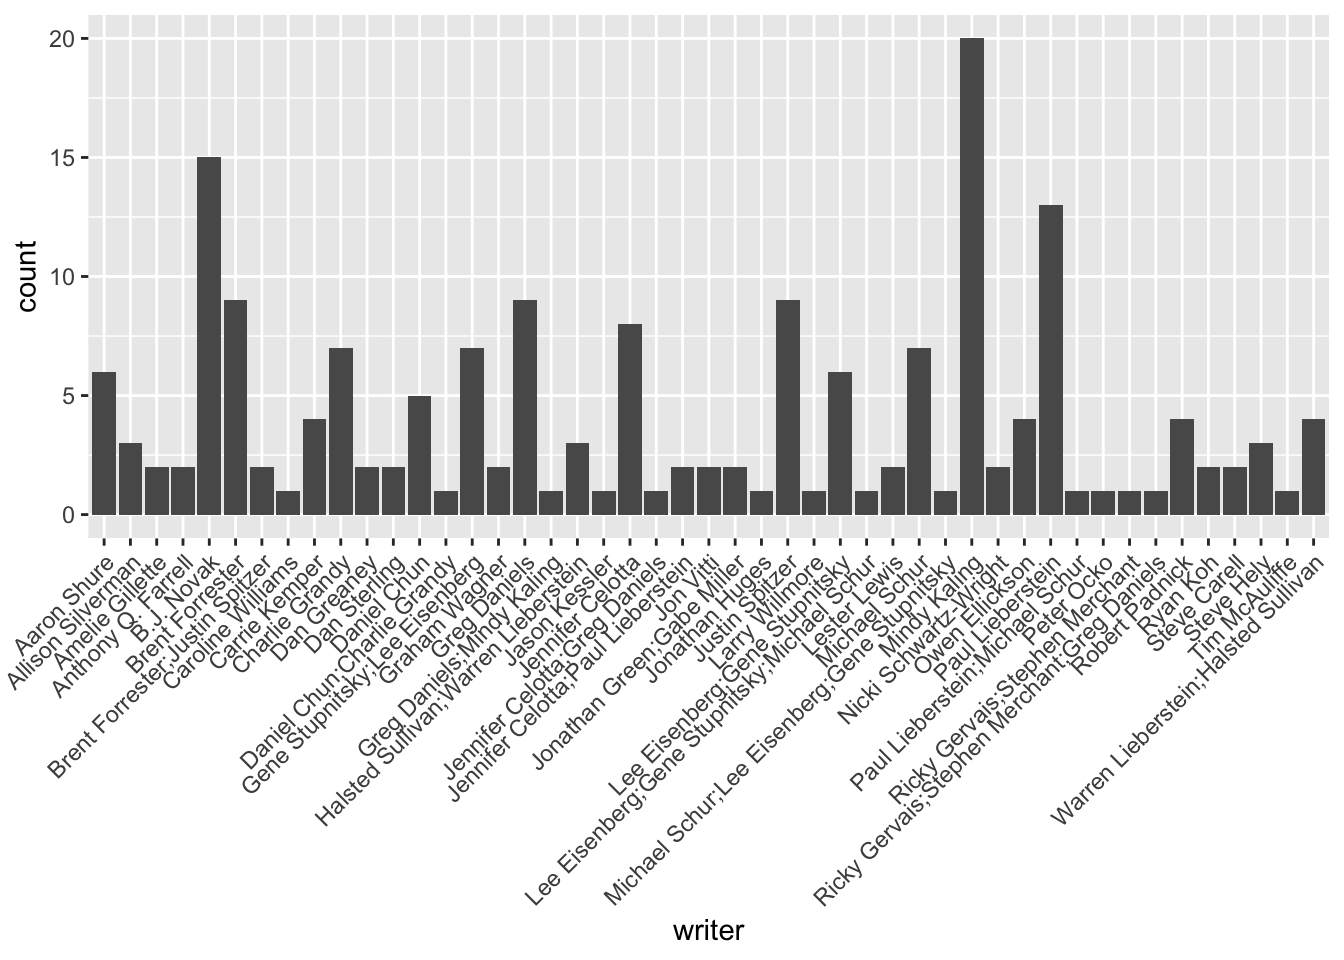 20
15
10
5
0
count
Aaron Shure
Allison Silverman
Amelie Gillette
Anthony Q. Farrell
B.J. Novak
Brent Forrester
Brent Forrester;Justin Spitzer
Caroline Williams
Carrie Kemper
Charlie Grandy
Dan Greaney
Dan Sterling
Daniel Chun
Daniel Chun;Charlie Grandy
Gene Stupnitsky;Lee Eisenberg
Graham Wagner
Greg Daniels
Greg Daniels;Mindy Kaling
Halsted Sullivan;Warren Lieberstein
Jason Kessler
Jennifer Celotta
Jennifer Celotta;Greg Daniels
Jennifer Celotta;Paul Lieberstein
Jon Vitti
Jonathan Green;Gabe Miller
Jonathan Huges
Justin Spitzer
Larry Willmore
Lee Eisenberg;Gene Stupnitsky
Lee Eisenberg;Gene Stupnitsky;Michael Schur
Lester Lewis
Michael Schur
Michael Schur;Lee Eisenberg;Gene Stupnitsky
Mindy Kaling
Nicki Schwartz-Wright
Owen Ellickson
Paul Lieberstein
Paul Lieberstein;Michael Schur
Peter Ocko
Ricky Gervais;Stephen Merchant
Ricky Gervais;Stephen Merchant;Greg Daniels
Robert Padnick
Ryan Koh
Steve Carell
Steve Hely
Tim McAuliffe
Warren Lieberstein;Halsted Sullivan
writer